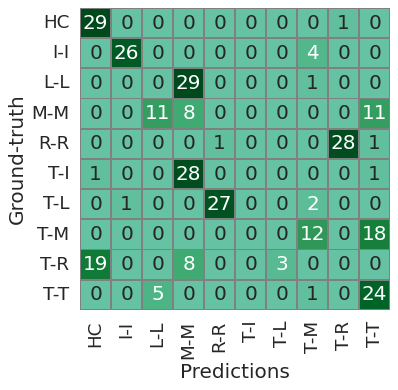 HC 29 0 0 0 0 0 0 0 1 0
I-I 0 26 0 0 0 0 0 4 0 0
L-L 0 0 0 29 0 0 0 1 0 0
M-M 0 0 11 8 0 0 0 0 0 11
R-R 0 0 0 0 1 0 0 0 28 1
T-I 1 0 0 28 0 0 0 0 0 1
T-L 0 1 0 0 27 0 0 2 0 0
T-M 0 0 0 0 0 0 0 12 0 18
T-R 19 0 0 8 0 0 3 0 0 0
T-T 0 0 5 0 0 0 0 1 0 24
Ground-truth
HC I-I L-L M-M R-R T-I T-L T-M T-R T-T
Predictions